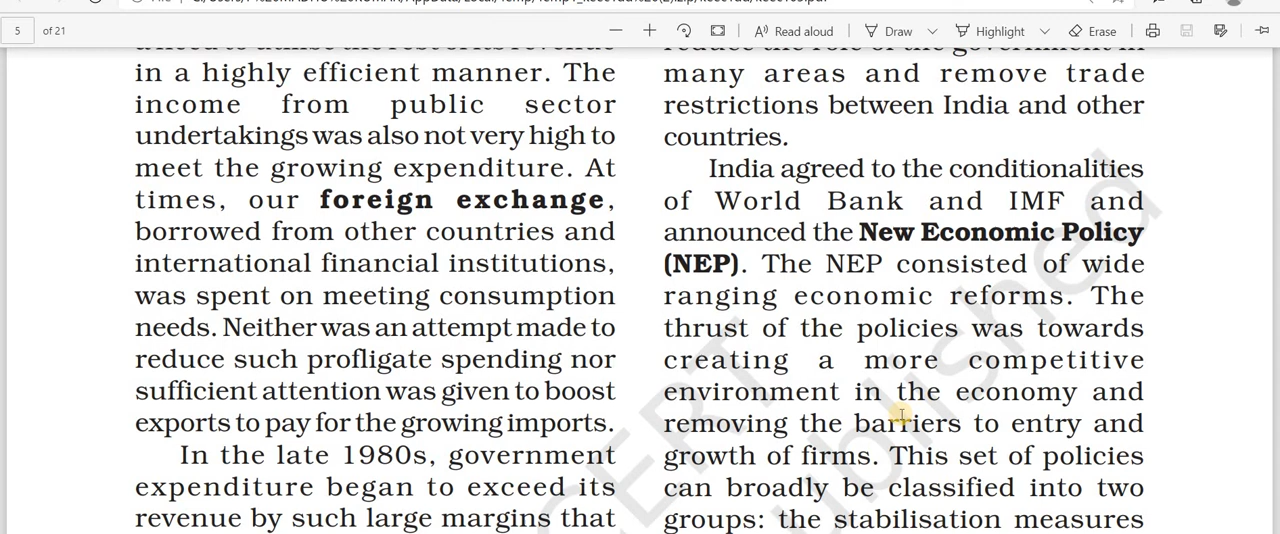 5 of 21
Read aloud
Draw
Highlight
Erase
in a highly efficient manner. The
income from public sector
undertakings was also not very high to
meet the growing expenditure. At
times, our foreign exchange,
borrowed from other countries and
international financial institutions,
was spent on meeting consumption
needs. Neither was an attempt made to
reduce such profligate spending nor
sufficient attention was given to boost
exports to pay for the growing imports.
In the late 1980s, government
expenditure began to exceed its
revenue by such large margins that
reduce the role of the government in
many areas and remove trade
restrictions between India and other
countries.
India agreed to the conditionalities
of World Bank and IMF and
announced the New Economic Policy
(NEP). The NEP consisted of wide
ranging economic reforms. The
thrust of the policies was towards
creating a more competitive
environment in the economy and
removing the barriers to entry and
growth of firms. This set of policies
can broadly be classified into two
groups: the stabilisation measures